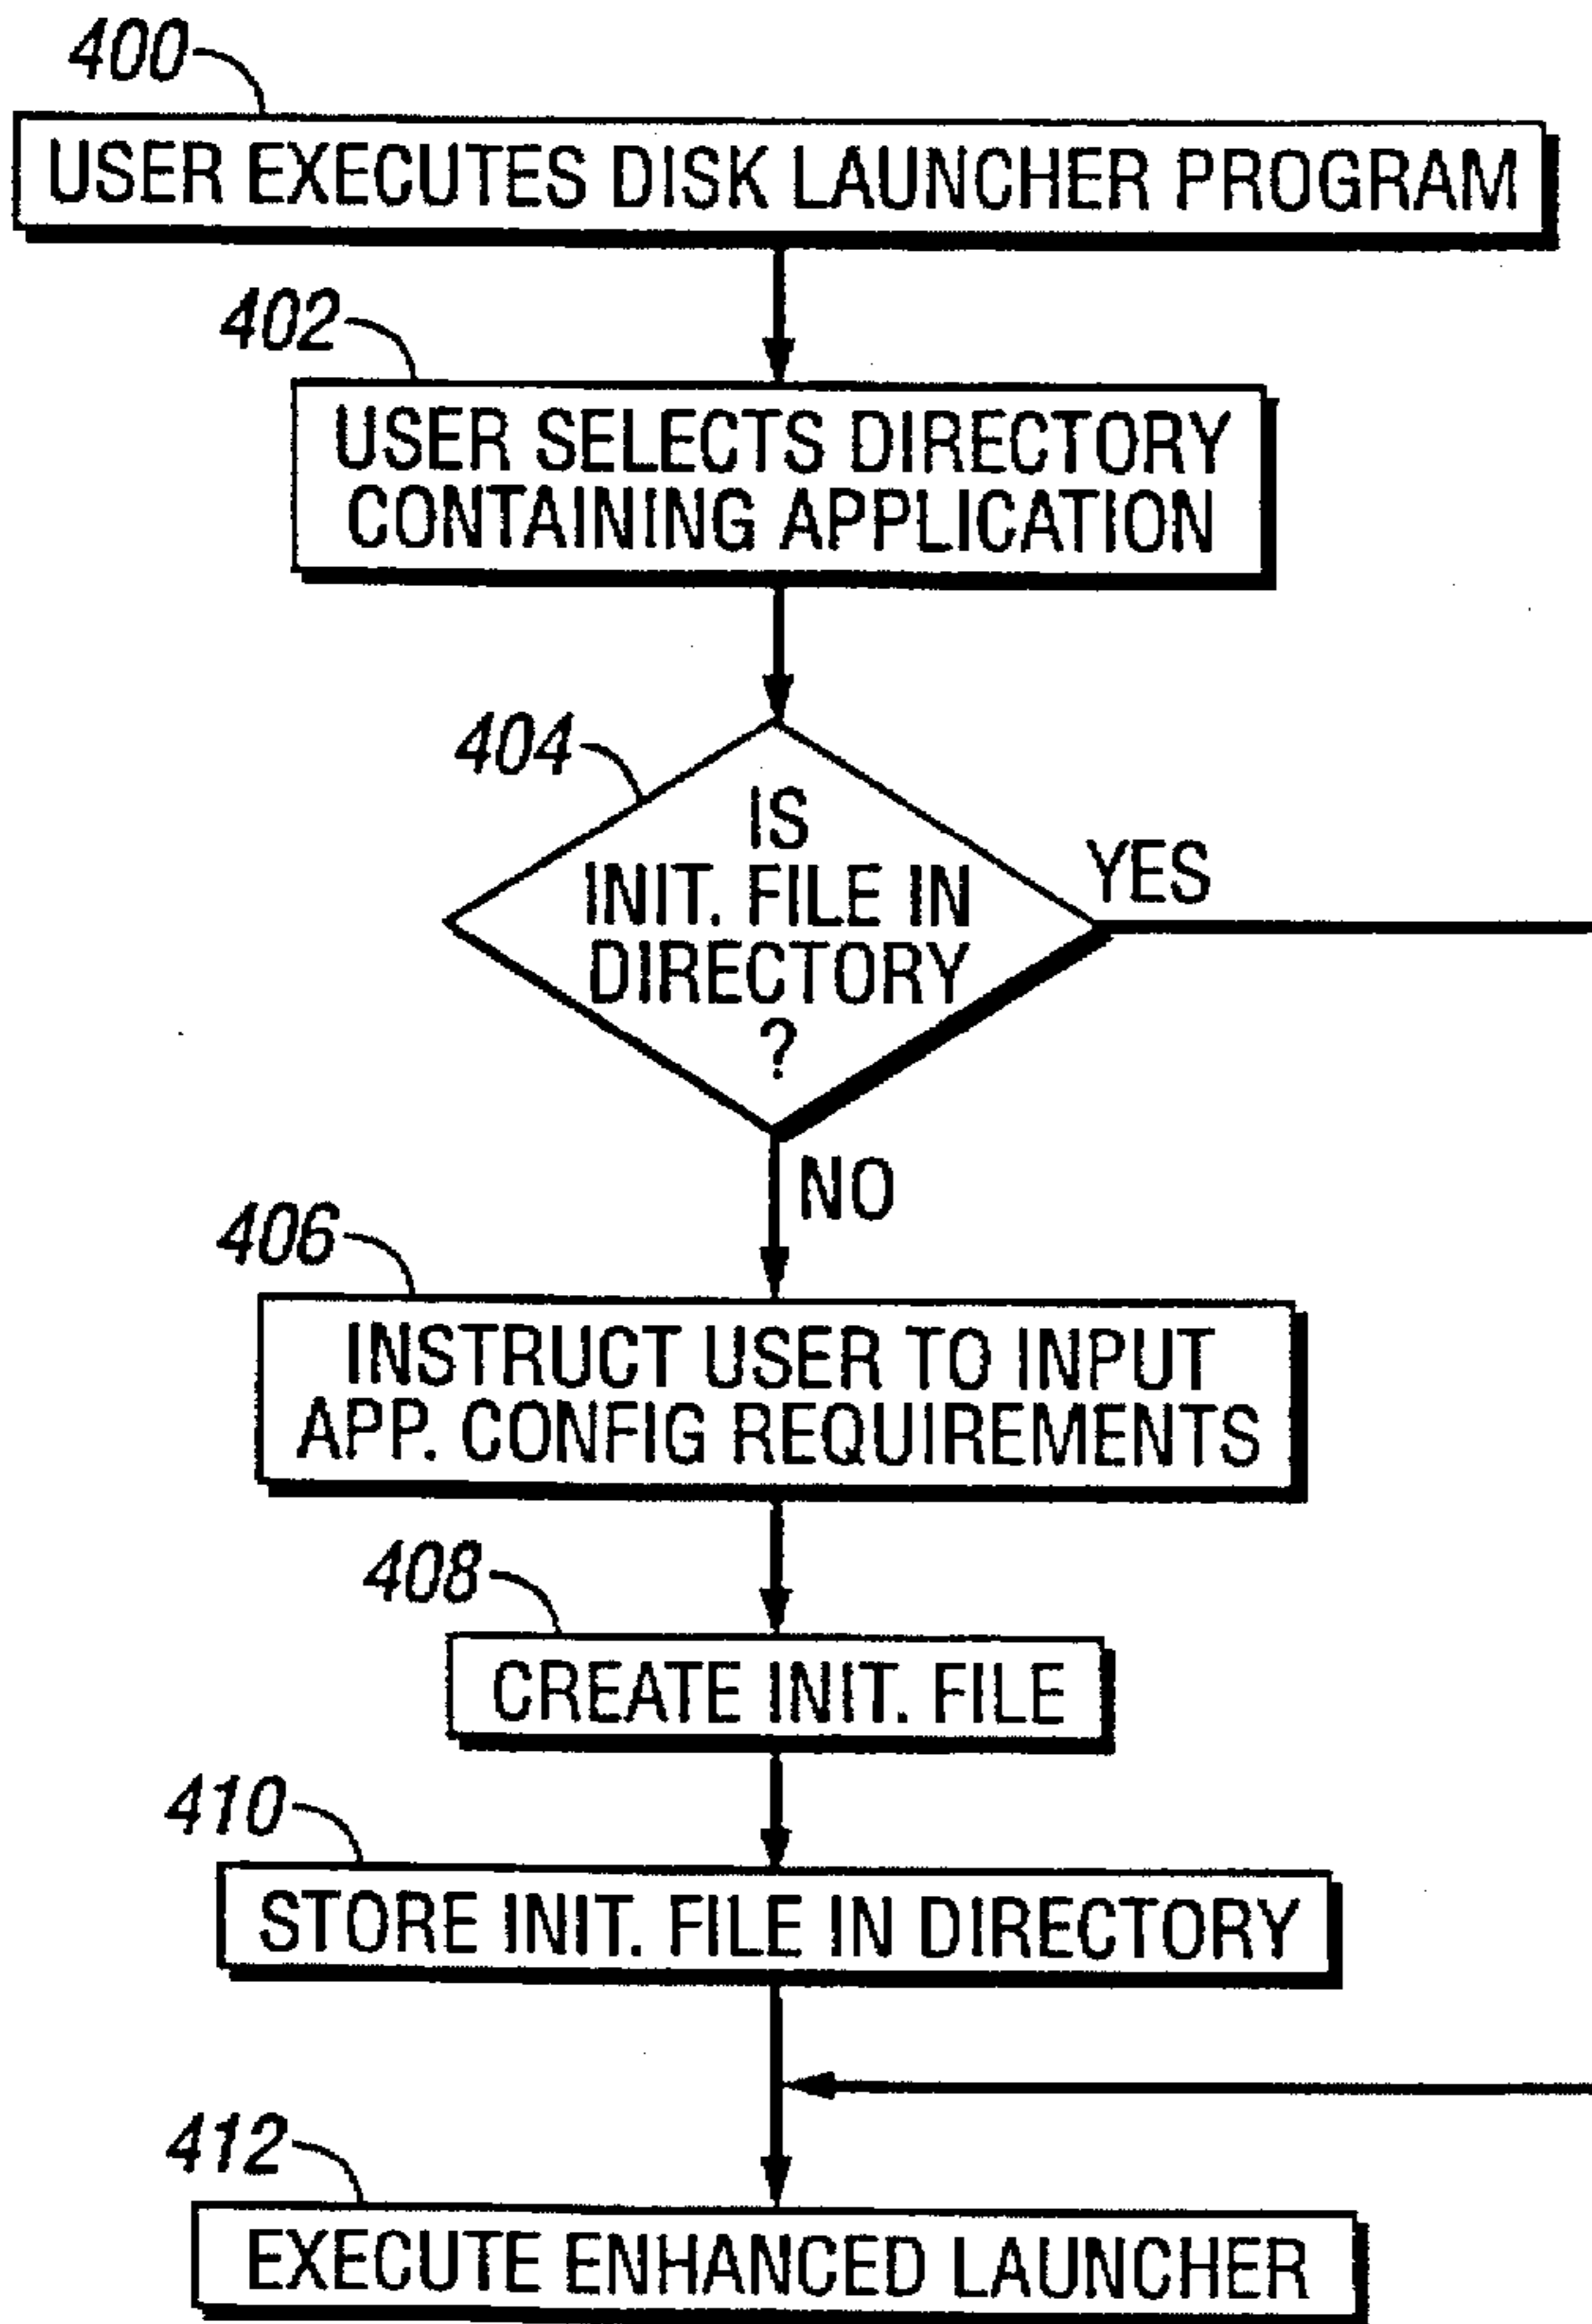 400
USER EXECUTES DISK LAUNCHER PROGRAM
402
USER SELECTS DIRECTORY
CONTAINING APPLICATION
404
IS
INIT. FILE IN
DIRECTORY
?
YES
NO
406
INSTRUCT USER TO INPUT
APP. CONFIG REQUIREMENTS
408
CREATE INIT. FILE
410
STORE INIT. FILE IN DIRECTORY
412
EXECUTE ENHANCED LAUNCHER